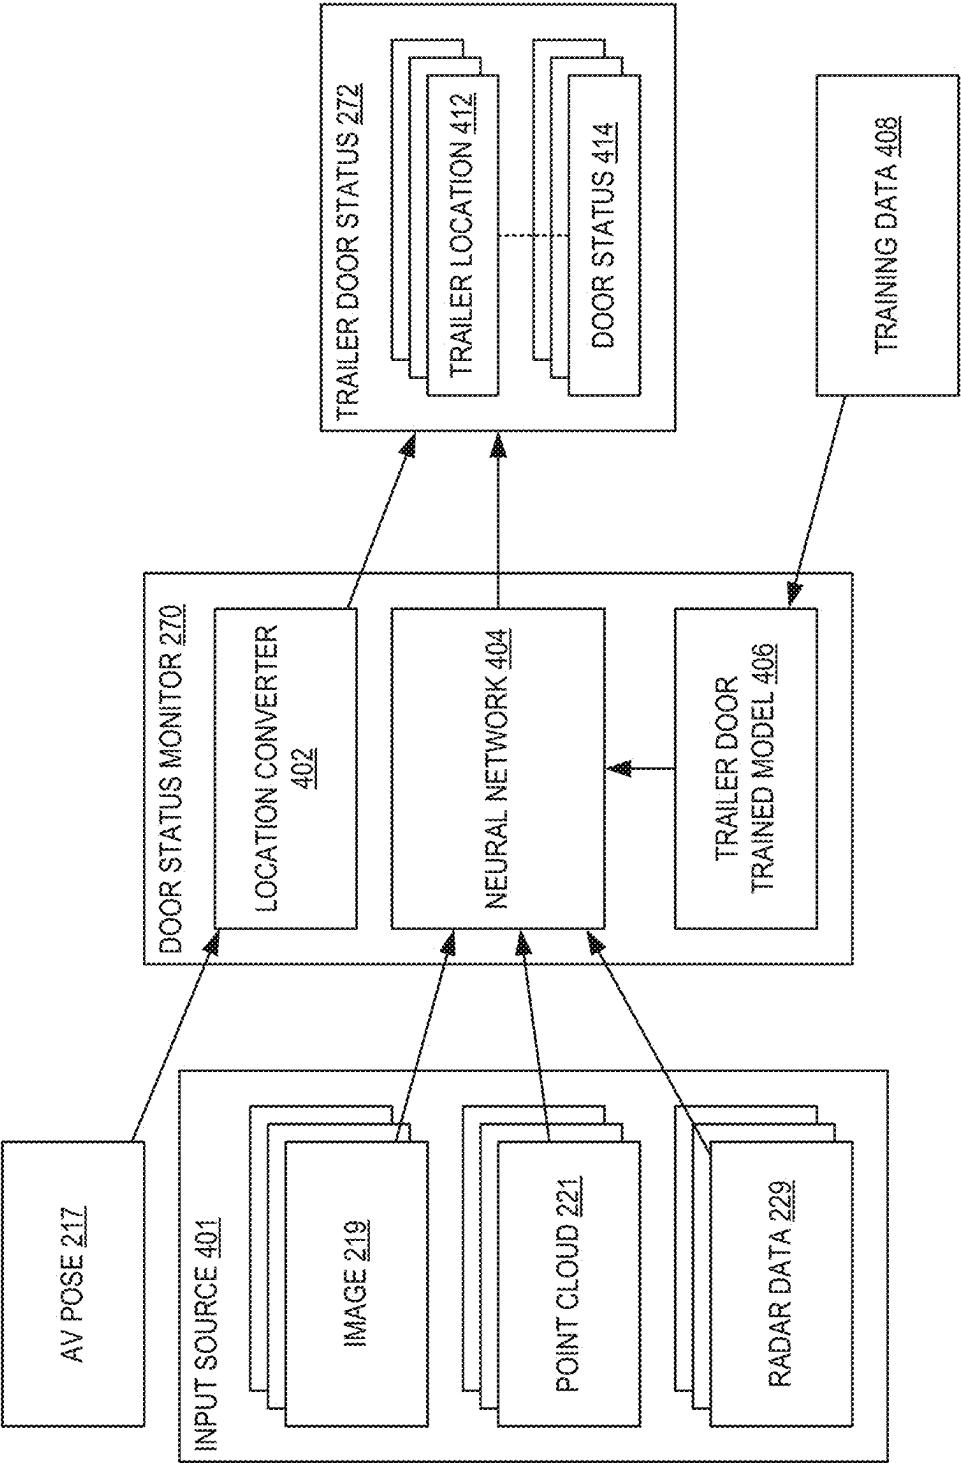 AV POSE 217
INPUT SOURCE 401
IMAGE 219
POINT CLOUD 221
RADAR DATA 229
DOOR STATUS MONITOR 270
LOCATION CONVERTER
402
NEURAL NETWORK 404
TRAILER DOOR
TRAINED MODEL 406
TRAILER DOOR STATUS 272
TRAILER LOCATION 412
DOOR STATUS 414
TRAINING DATA 408